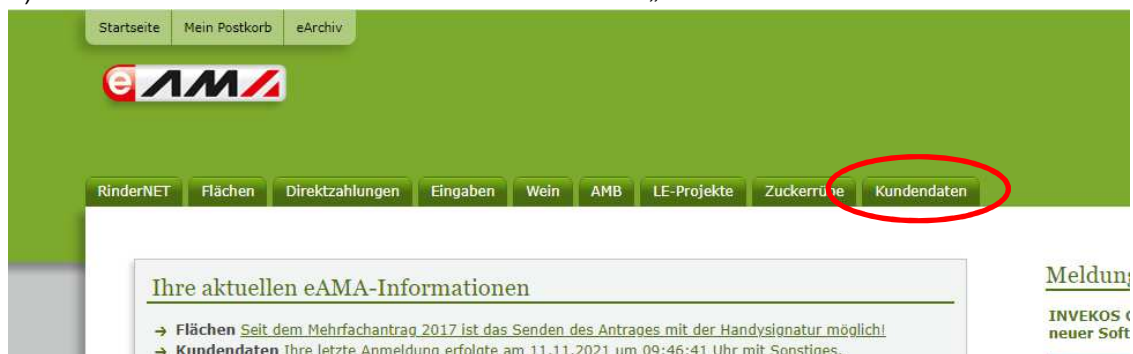 Startseite Mein Postkorb eArchiv
eAMA
RinderNET Flächen Direktzahlungen Eingaben Wein AMB LE-Projekte Zuckerrübe Kundendaten
Ihre aktuellen eAMA-Informationen
Meldung
→ Flächen Seit dem Mehrfachantrag 2017 ist das Senden des Antrages mit der Handysignatur möglich!
INVEKOS
neuer Soft
→ Kundendaten Ihre letzte Anmeldung erfolgte am 11.11.2021 um 09:46:41 Uhr mit Sonstiges.